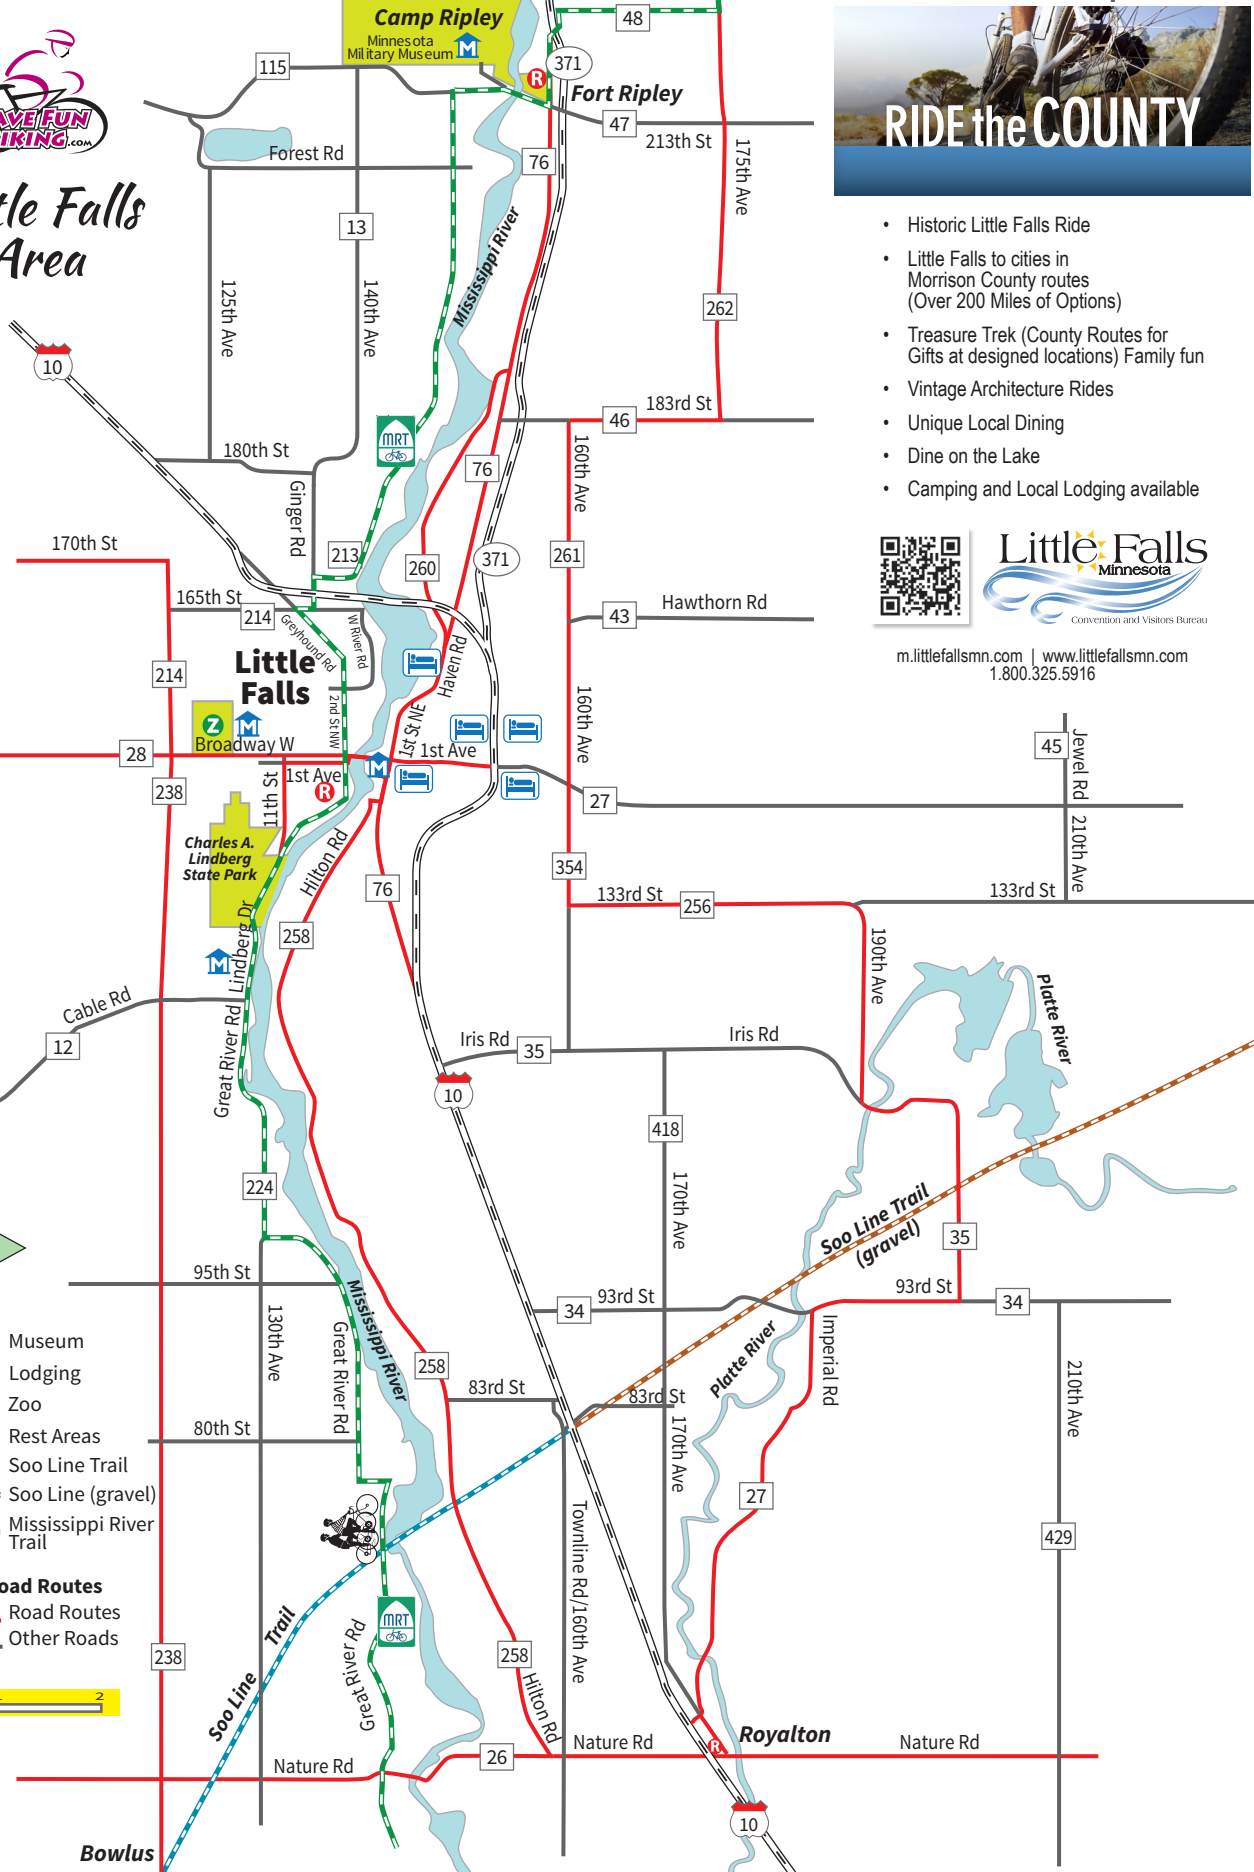 Camp Ripley
Minnesota
Military Museum
M
R
48
371
115
Fort Ripley
47
213th St
HAVE FUN
BIKING.COM
Forest Rd
76
175th Ave
RIDE the COUNTY
tle Falls
Area
13
Mississippi River
125th Ave
140th Ave
262
10
• Historic Little Falls Ride
• Little Falls to cities in
Morrison County routes
(Over 200 Miles of Options)
• Treasure Trek (County Routes for
Gifts at designed locations) Family fun
• Vintage Architecture Rides
• Unique Local Dining
• Dine on the Lake
• Camping and Local Lodging available
183rd St
46
MRT
180th St
76
160th Ave
Ginger Rd
170th St
213
260
371
261
Little Falls
Minnesota
Convention and Visitors Bureau
m.littlefallsmn.com | www.littlefallsmn.com
1.800.325.5916
165th St
214
Greyhound Rd
W River Rd
43
Hawthorn Rd
Little
Falls
Haven Rd
214
2nd St NW
160th Ave
Z
M
1st St NE
Broadway W
28
1st Ave
M
1st Ave
R
11th St
238
27
45
Jewel Rd
210th Ave
Charles A.
Lindberg
State Park
Hilton Rd
76
354
133rd St
256
133rd St
258
Lindberg Dr
M
190th Ave
Platte River
Cable Rd
12
Great River Rd
Iris Rd
35
Iris Rd
10
418
224
170th Ave
Soo Line Trail
(gravel)
35
95th St
130th Ave
Mississippi River
Great River Rd
93rd St
34
93rd St
34
Museum
Lodging
Zoo
Rest Areas
Soo Line Trail
Soo Line (gravel)
Mississippi River
Trail
Imperial Rd
Platte River
258
83rd St
83rd St
80th St
170th Ave
210th Ave
27
429
Townline Rd/160th Ave
oad Routes
Road Routes
Other Roads
2
MRT
Soo Line Trail
Great River Rd
238
258
Hilton Rd
Royalton
R
Nature Rd
26
Nature Rd
Nature Rd
10
Bowlus